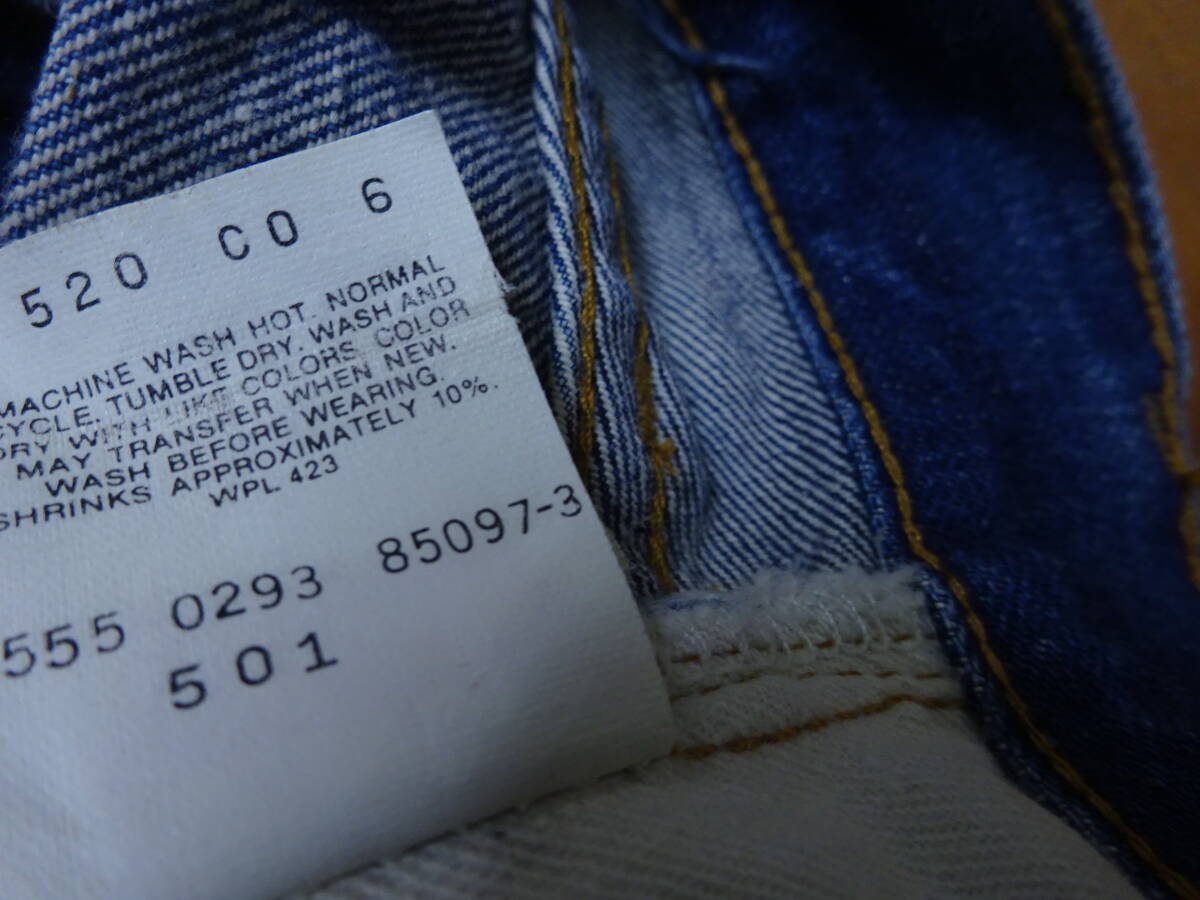 520 CO 6
MACHINE WASH HOT. NORMAL
CYCLE. TUMBLE DRY. WASH AND
DRY WITH LIKE COLORS. COLOR
MAY TRANSFER WHEN NEW.
WASH BEFORE WEARING.
SHRINKS APPROXIMATELY 10%.
WPL 423
555 0293 85097-3
501